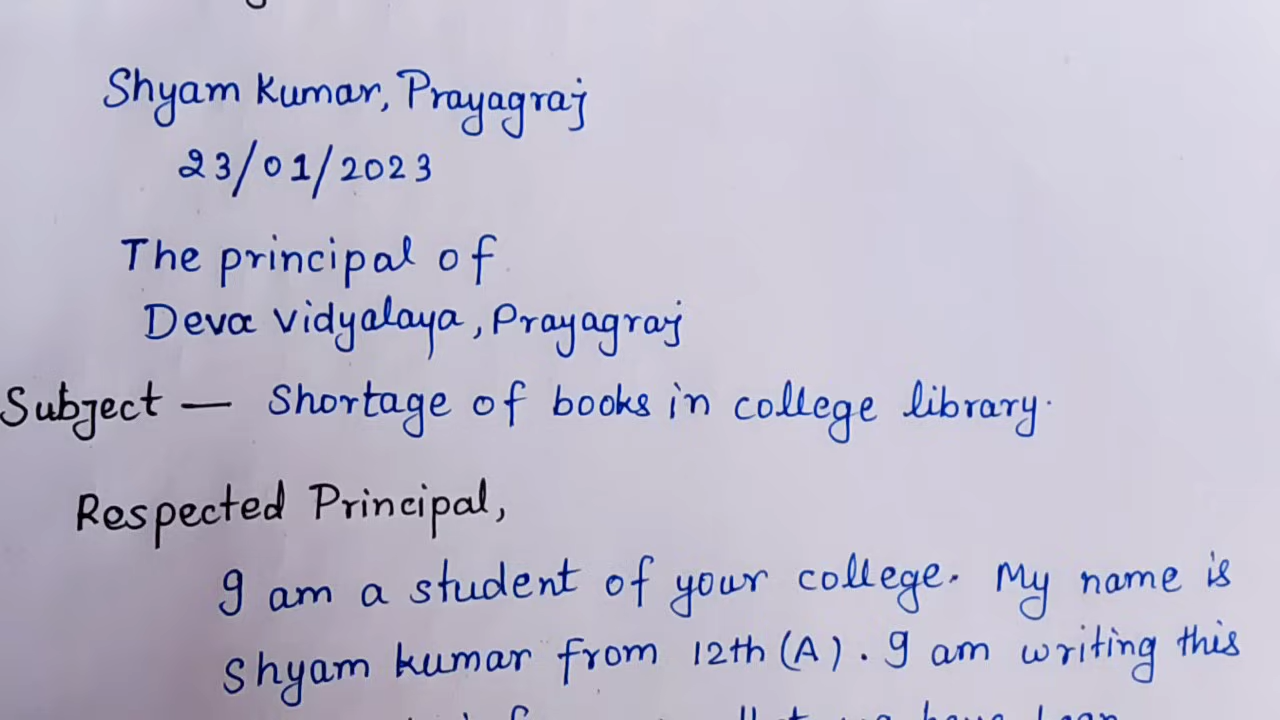 Shyam Kumar, Prayagraj
23/01/2023
The principal of
Deva Vidyalaya, Prayagraj
Subject — Shortage of books in college library.
Respected Principal,
I am a student of your college. My name is
Shyam kumar from 12th (A). I am writing this